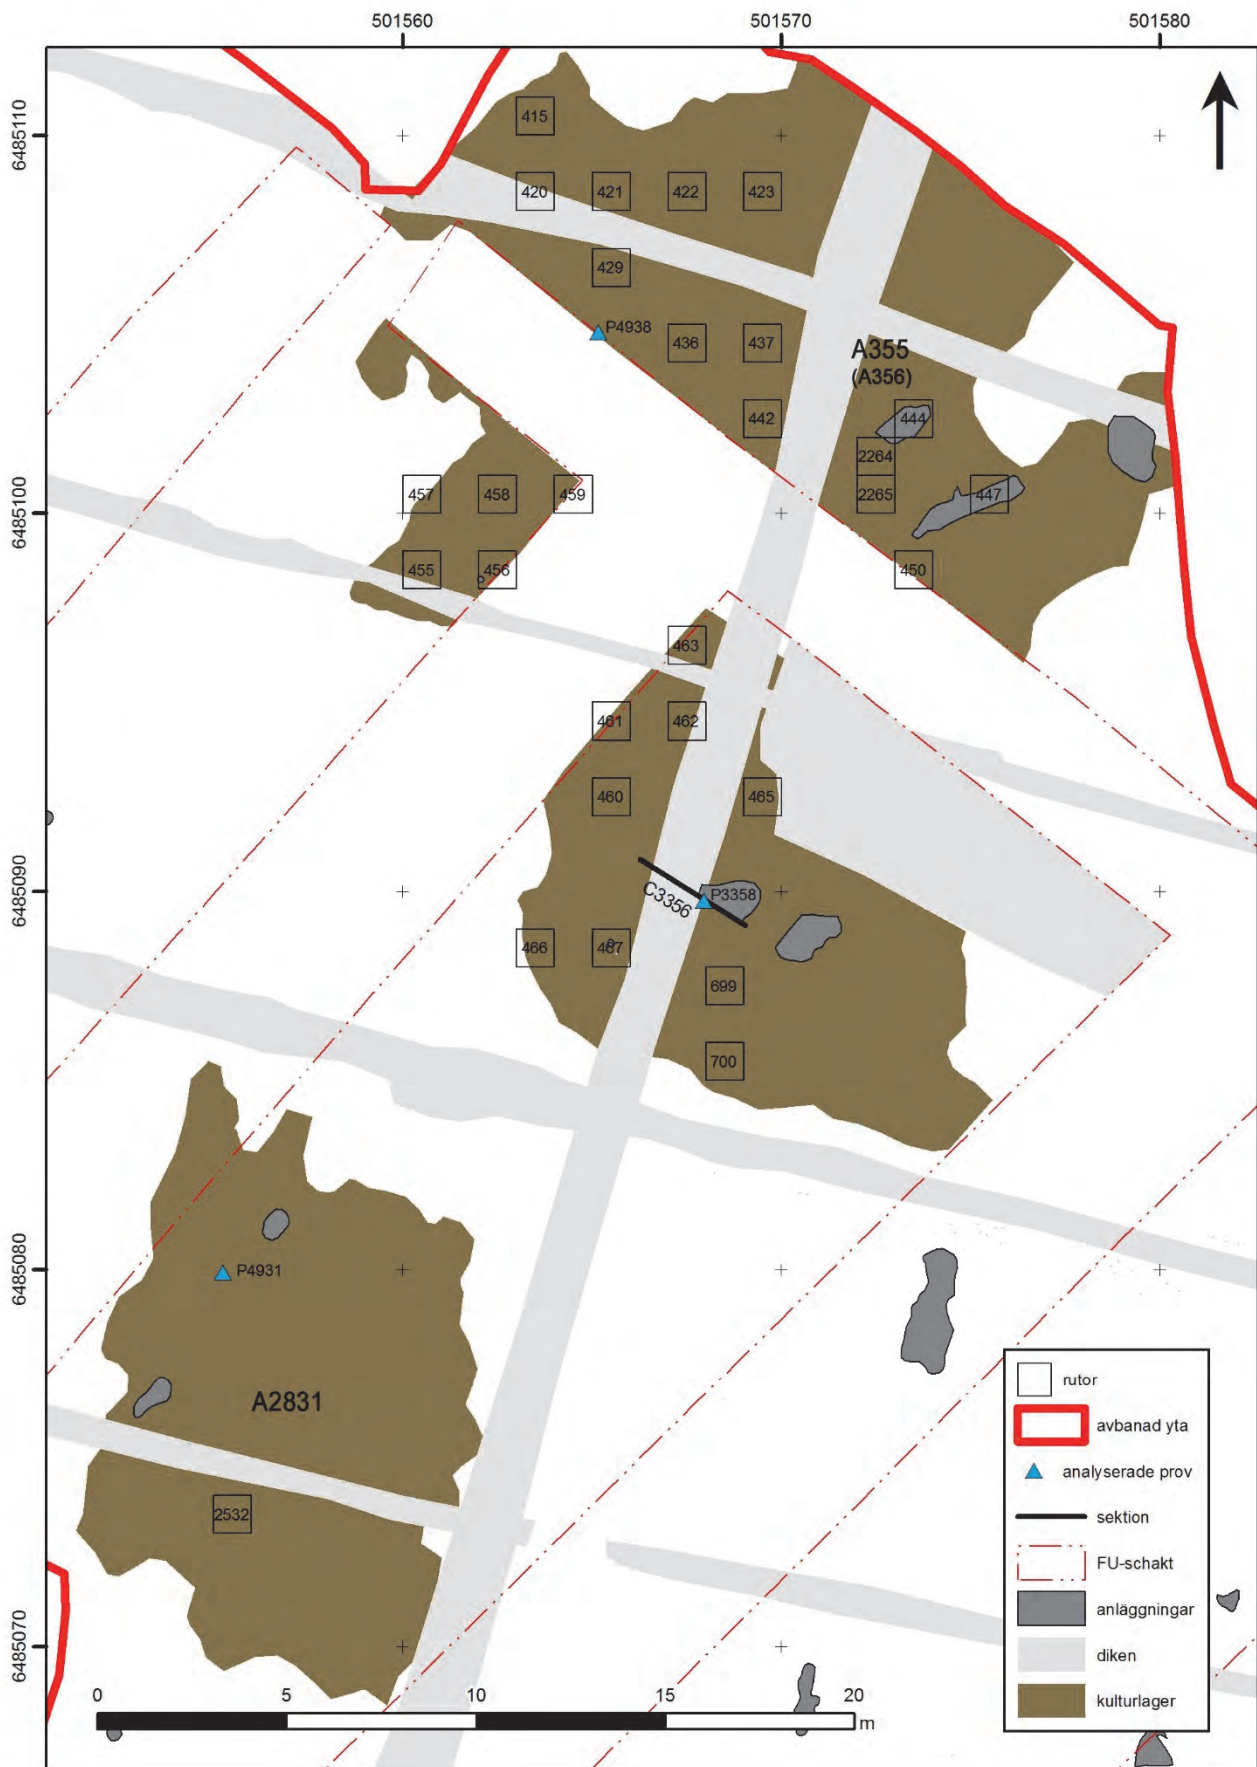 501560 501570 501580
6485110
6485100
6485090
6485080
6485070
415
420 421 422 423
429
P4938
436 437
A355
(A356)
442 444
2264
457 458 459 2265 447
455 456 450
463
461 462
460 465
C3356 P3358
466 467
699
700
P4931
A2831
2532
0 5 10 15 20
m
rutor
avbanad yta
analyserade prov
sektion
FU-schakt
anläggningar
diken
kulturlager